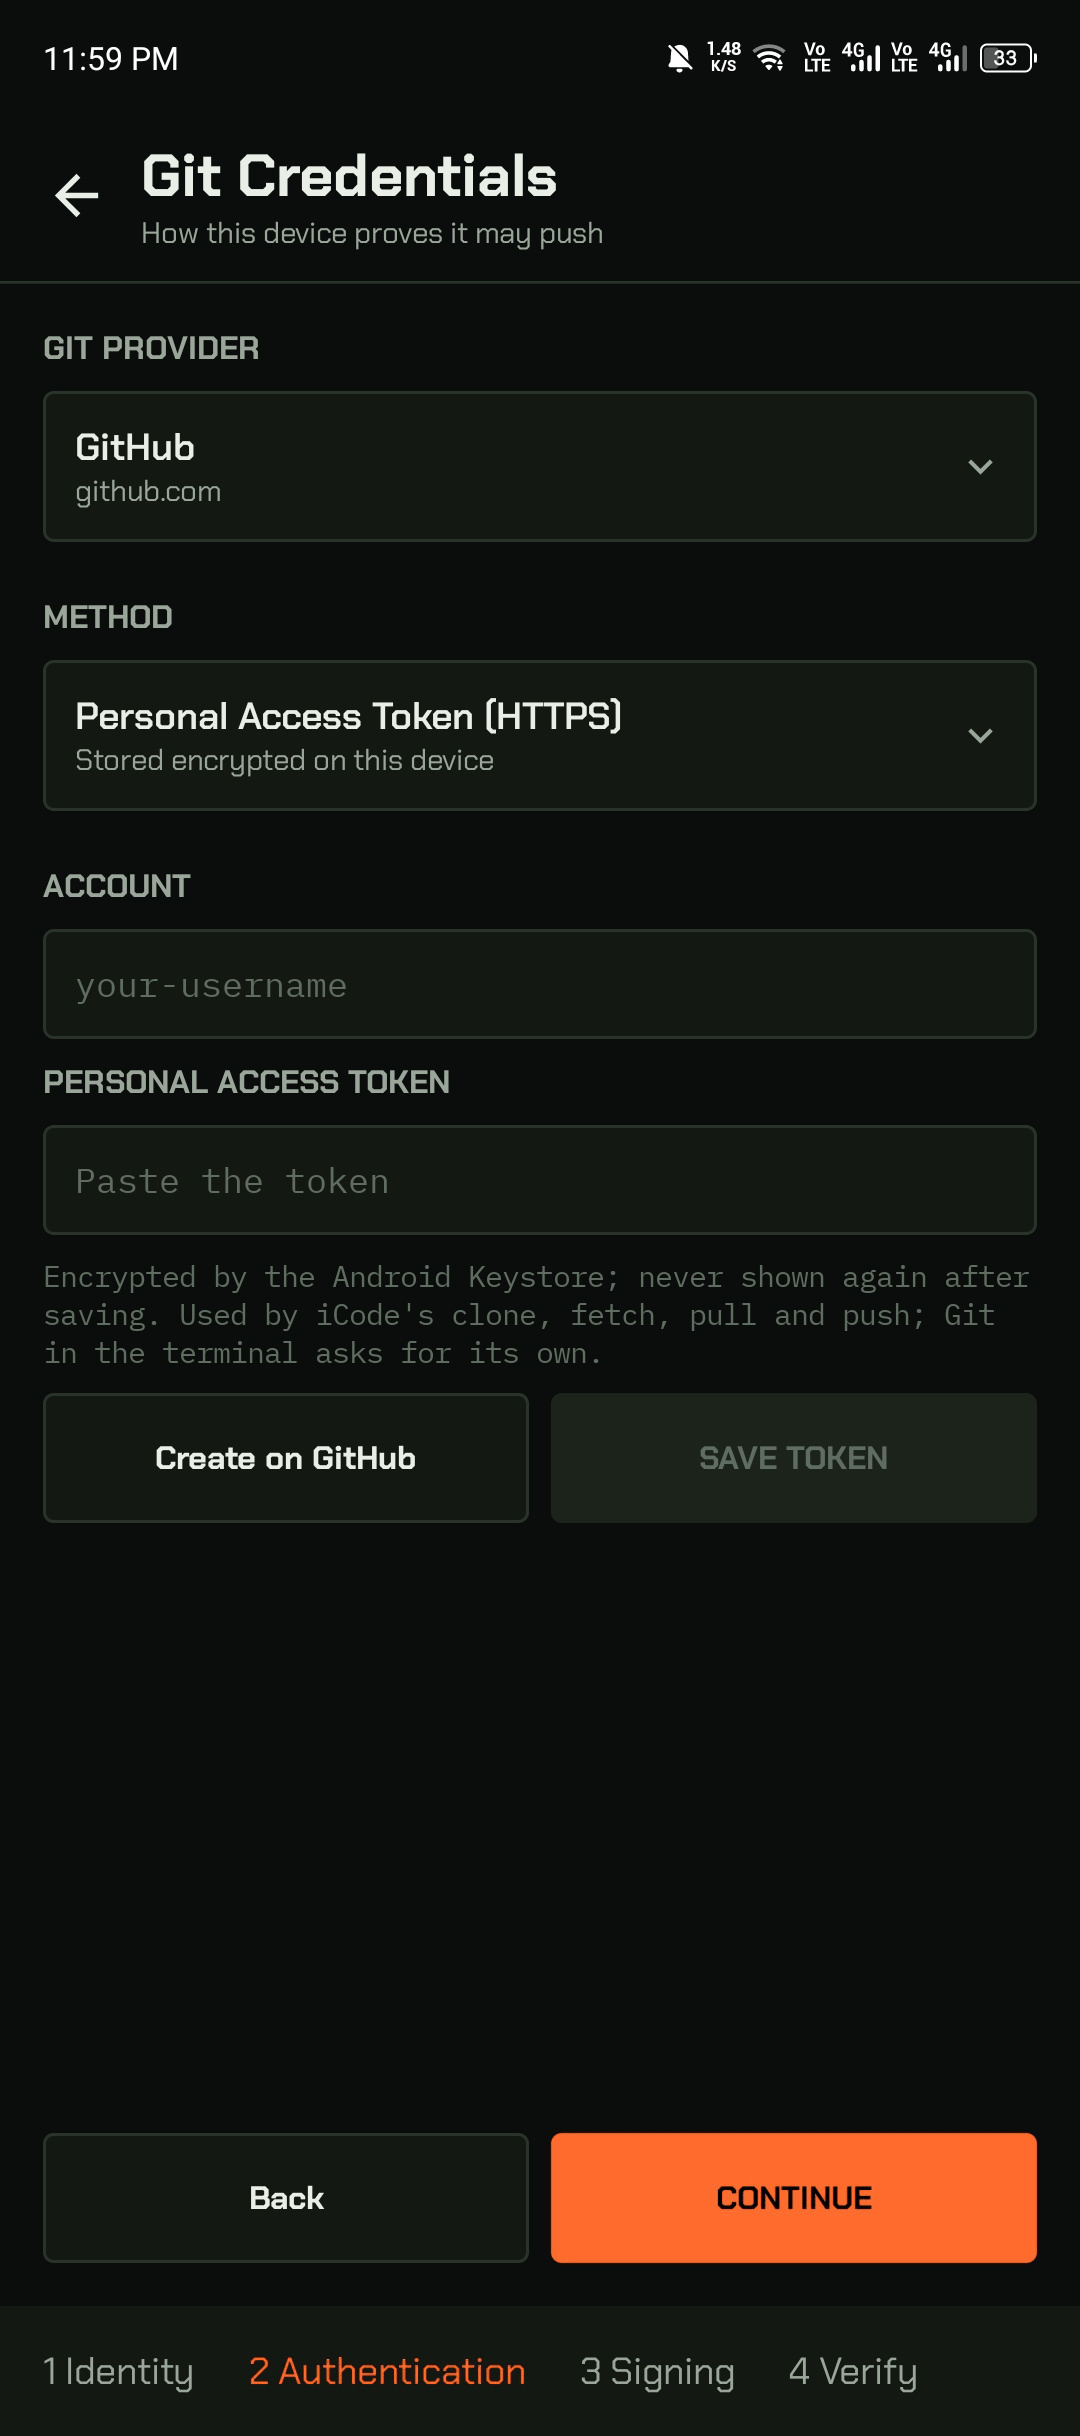 11:59 PM
1.48 K/S
Vo LTE 4G Vo LTE 4G 33
Git Credentials
How this device proves it may push
GIT PROVIDER
GitHub
github.com
METHOD
Personal Access Token (HTTPS)
Stored encrypted on this device
ACCOUNT
your-username
PERSONAL ACCESS TOKEN
Paste the token
Encrypted by the Android Keystore; never shown again after
saving. Used by iCode's clone, fetch, pull and push; Git
in the terminal asks for its own.
Create on GitHub
SAVE TOKEN
Back
CONTINUE
1 Identity
2 Authentication
3 Signing
4 Verify